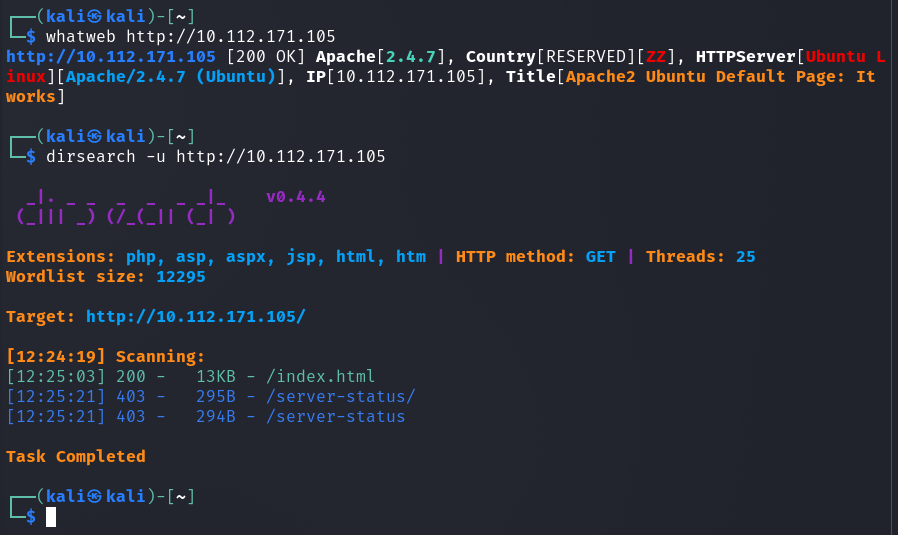 ┌──(kali㉿kali)-[~]
└─$ whatweb http://10.112.171.105
http://10.112.171.105 [200 OK] Apache[2.4.7], Country[RESERVED][ZZ], HTTPServer[Ubuntu L
inux][Apache/2.4.7 (Ubuntu)], IP[10.112.171.105], Title[Apache2 Ubuntu Default Page: It
works]
┌──(kali㉿kali)-[~]
└─$ dirsearch -u http://10.112.171.105
  _|. _ _  _  _  _ _|_    v0.4.4
 (_||| _) (/_(_|| (_| )
Extensions: php, asp, aspx, jsp, html, htm | HTTP method: GET | Threads: 25
Wordlist size: 12295
Target: http://10.112.171.105/
[12:24:19] Scanning:
[12:25:03] 200 -   13KB - /index.html
[12:25:21] 403 -   295B - /server-status/
[12:25:21] 403 -   294B - /server-status
Task Completed
┌──(kali㉿kali)-[~]
└─$